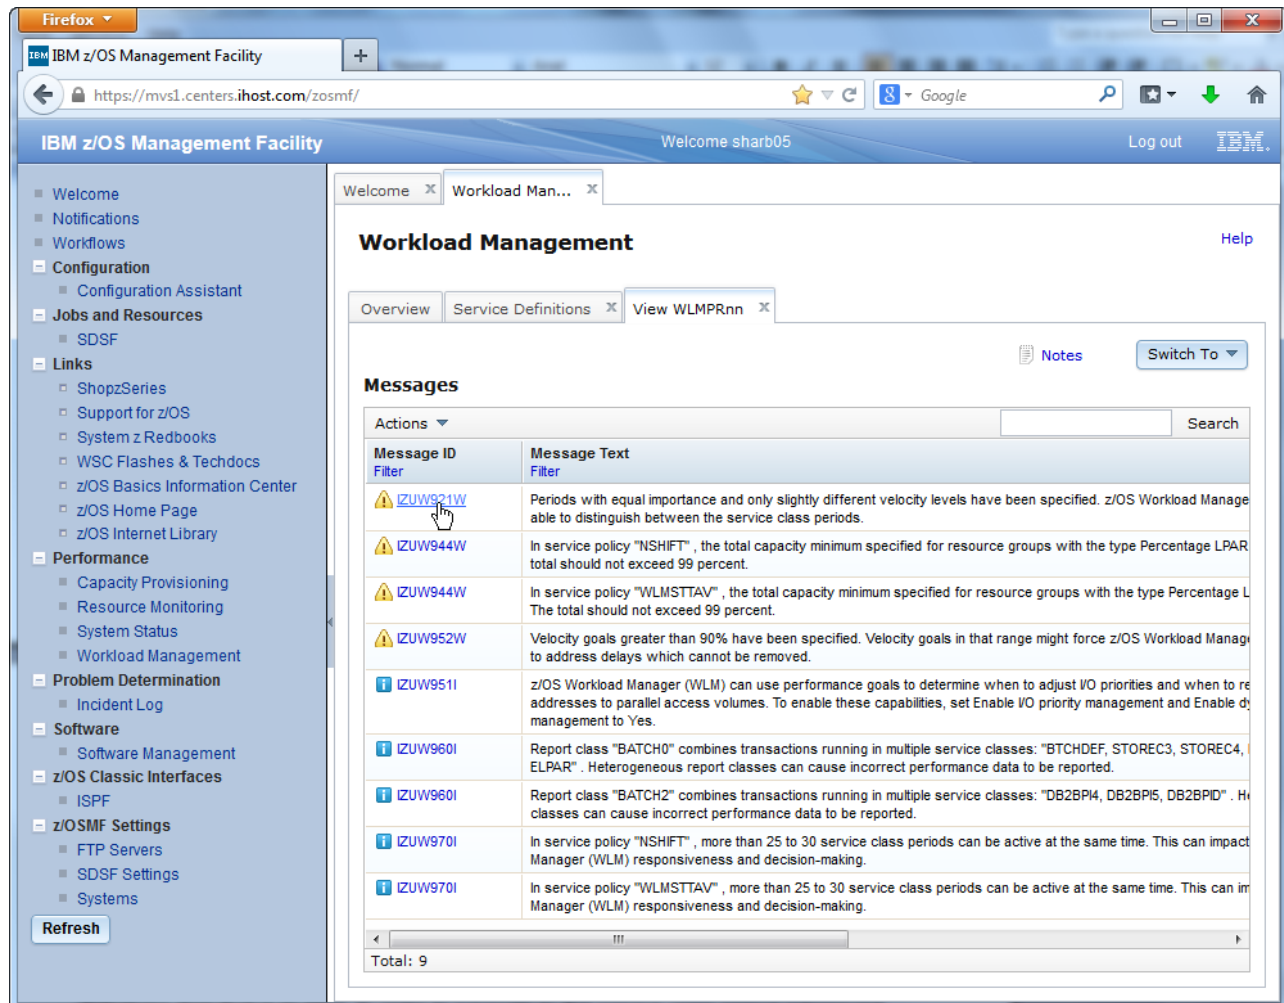 Firefox
IBM IBM z/OS Management Facility
+
https://mvs1.centers.ihost.com/zosmf/
8 Google
IBM z/OS Management Facility
Welcome sharb05
Log out
IBM.
Welcome
Notifications
Workflows
Configuration
Configuration Assistant
Jobs and Resources
SDSF
Links
ShopzSeries
Support for z/OS
System z Redbooks
WSC Flashes & Techdocs
z/OS Basics Information Center
z/OS Home Page
z/OS Internet Library
Performance
Capacity Provisioning
Resource Monitoring
System Status
Workload Management
Problem Determination
Incident Log
Software
Software Management
z/OS Classic Interfaces
ISPF
z/OSMF Settings
FTP Servers
SDSF Settings
Systems
Refresh
Welcome x Workload Man... x
Workload Management
Help
Overview Service Definitions x View WLMPRnn x
Notes Switch To
Messages
Actions Search
Message ID Message Text
Filter Filter
IZUW921W Periods with equal importance and only slightly different velocity levels have been specified. z/OS Workload Manage
able to distinguish between the service class periods.
IZUW944W In service policy "NSHIFT" , the total capacity minimum specified for resource groups with the type Percentage LPAR
total should not exceed 99 percent.
IZUW944W In service policy "WLMSTTAV" , the total capacity minimum specified for resource groups with the type Percentage L
The total should not exceed 99 percent.
IZUW952W Velocity goals greater than 90% have been specified. Velocity goals in that range might force z/OS Workload Manag
to address delays which cannot be removed.
IZUW951I z/OS Workload Manager (WLM) can use performance goals to determine when to adjust I/O priorities and when to re
addresses to parallel access volumes. To enable these capabilities, set Enable I/O priority management and Enable dy
management to Yes.
IZUW960I Report class "BATCH0" combines transactions running in multiple service classes: "BTCHDEF, STOREC3, STOREC4,
ELPAR" . Heterogeneous report classes can cause incorrect performance data to be reported.
IZUW960I Report class "BATCH2" combines transactions running in multiple service classes: "DB2BPI4, DB2BPI5, DB2BPID" . He
classes can cause incorrect performance data to be reported.
IZUW970I In service policy "NSHIFT" , more than 25 to 30 service class periods can be active at the same time. This can impact
Manager (WLM) responsiveness and decision-making.
IZUW970I In service policy "WLMSTTAV" , more than 25 to 30 service class periods can be active at the same time. This can im
Manager (WLM) responsiveness and decision-making.
Total: 9